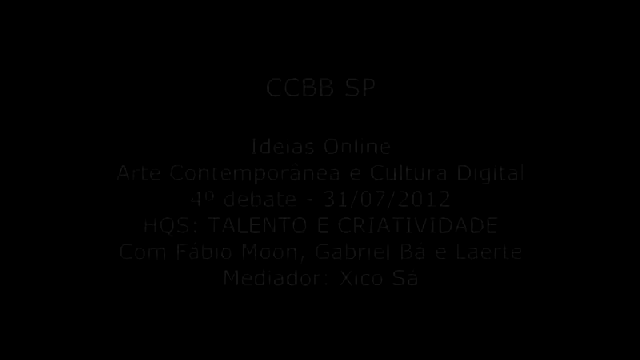 CCBB SP
Ideias Online
Arte Contemporânea e Cultura Digital
4º debate - 31/07/2012
HQS: TALENTO E CRIATIVIDADE
Com Fábio Moon, Gabriel Bá e Laerte
Mediador: Xico Sá